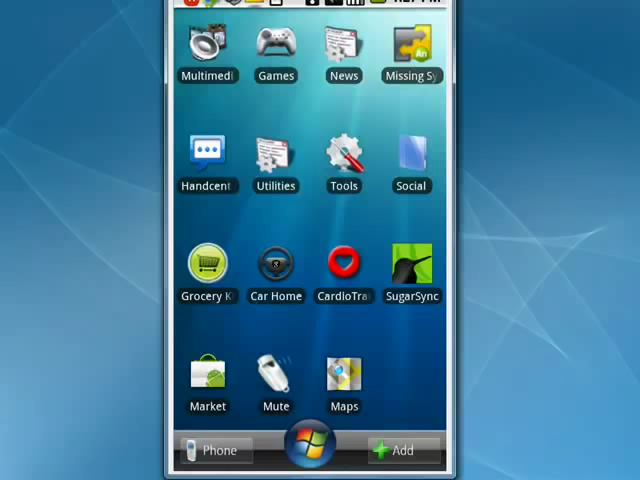 Multimedi
Games
News
Missing Sy
Handcent
Utilities
Tools
Social
Grocery K
Car Home
CardioTra
SugarSync
Market
Mute
Maps
Phone
Add